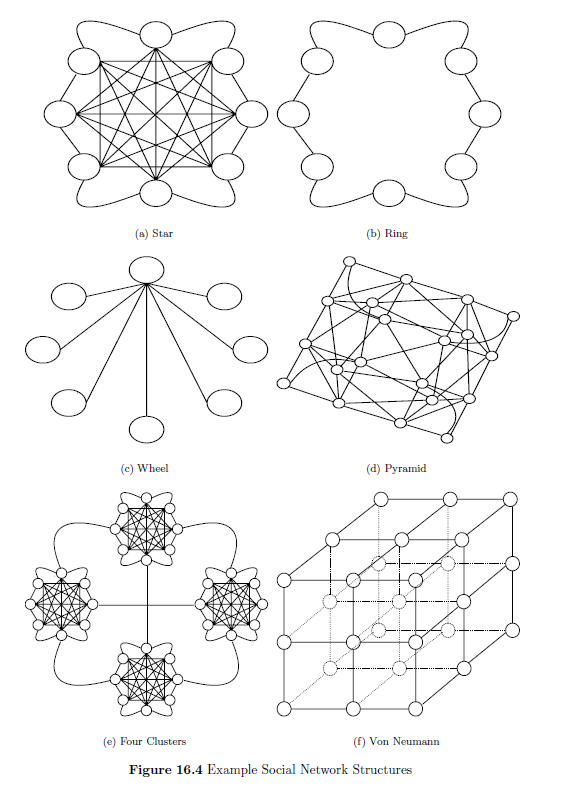 (a) Star
(b) Ring
(c) Wheel
(d) Pyramid
(e) Four Clusters
(f) Von Neumann
Figure 16.4 Example Social Network Structures